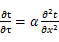 ∂t/∂τ = α ∂²t/∂x²